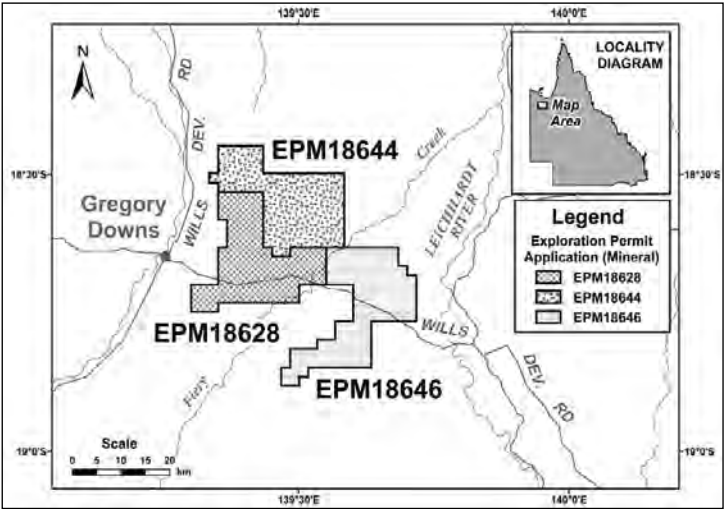 139°30'E
140°0'E
N
LOCALITY
DIAGRAM
Map
Area
RD
DEV.
WILLS
EPM18644
Creek
18°30'S
18°30'S
LEICHHARDT
RIVER
Gregory
Downs
Legend
Exploration Permit
Application (Mineral)
EPM18628
EPM18644
EPM18646
EPM18628
WILLS
EPM18646
Fiery
DEV.
RD
Scale
0 5 10 15 20
km
19°0'S
19°0'S
139°30'E
140°0'E